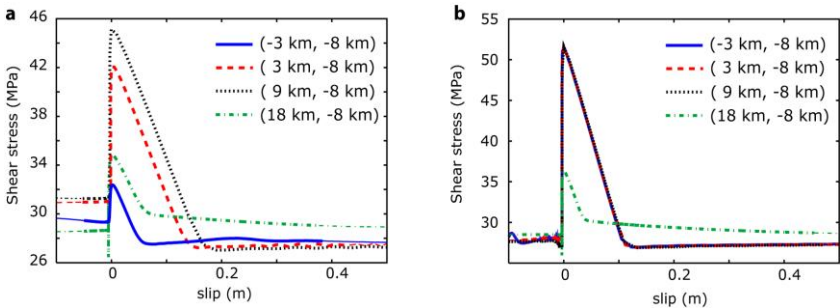 a
46
42
38
34
30
26
Shear stress (MPa)
0
0.2
0.4
slip (m)
(-3 km, -8 km)
( 3 km, -8 km)
( 9 km, -8 km)
(18 km, -8 km)
b
55
50
45
40
35
30
Shear stress (MPa)
0
0.2
0.4
slip (m)
(-3 km, -8 km)
( 3 km, -8 km)
( 9 km, -8 km)
(18 km, -8 km)